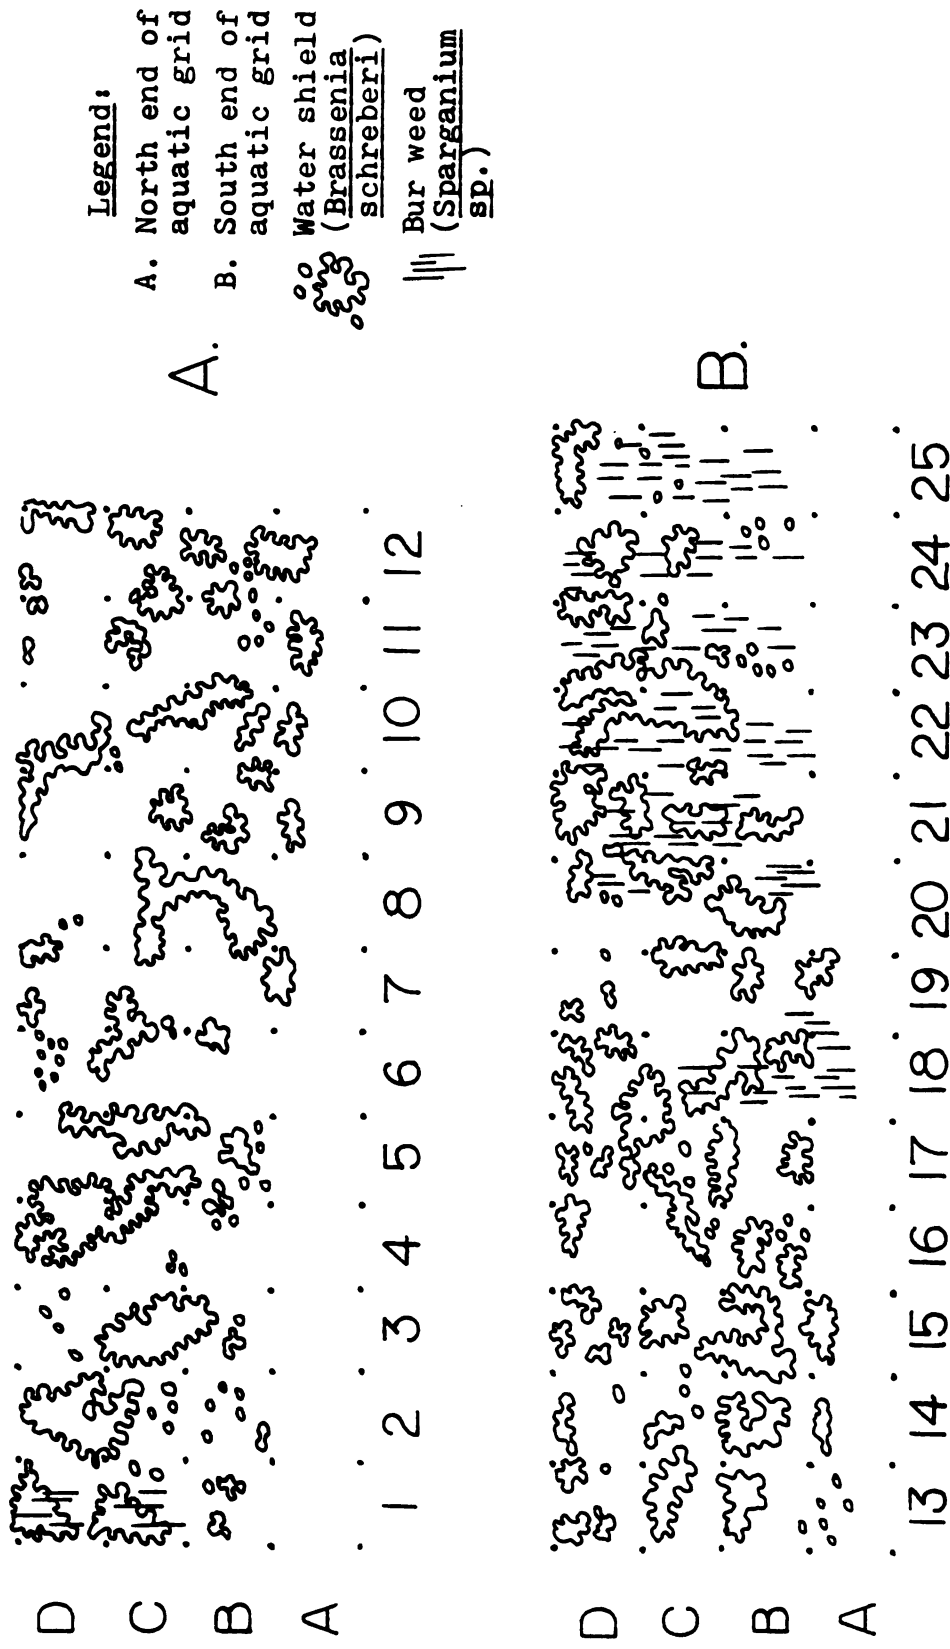 Legend:
A. North end of
aquatic grid
B. South end of
aquatic grid
Water shield
(Brassenia
schreberi)
Bur weed
(Sparganium
sp.)
A.
D
C
B
A
1 2 3 4 5 6 7 8 9 10 11 12
B.
D
C
B
A
13 14 15 16 17 18 19 20 21 22 23 24 25